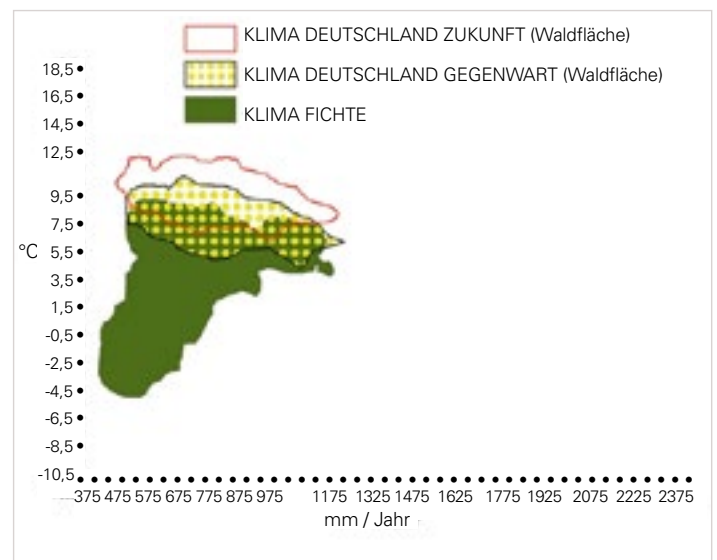 KLIMA DEUTSCHLAND ZUKUNFT (Waldfläche)
KLIMA DEUTSCHLAND GEGENWART (Waldfläche)
KLIMA FICHTE
18,5
16,5
14,5
12,5
9,5
7,5
°C 5,5
3,5
1,5
-0,5
-2,5
-4,5
-6,5
-8,5
-10,5
375 475 575 675 775 875 975 1175 1325 1475 1625 1775 1925 2075 2225 2375
mm / Jahr